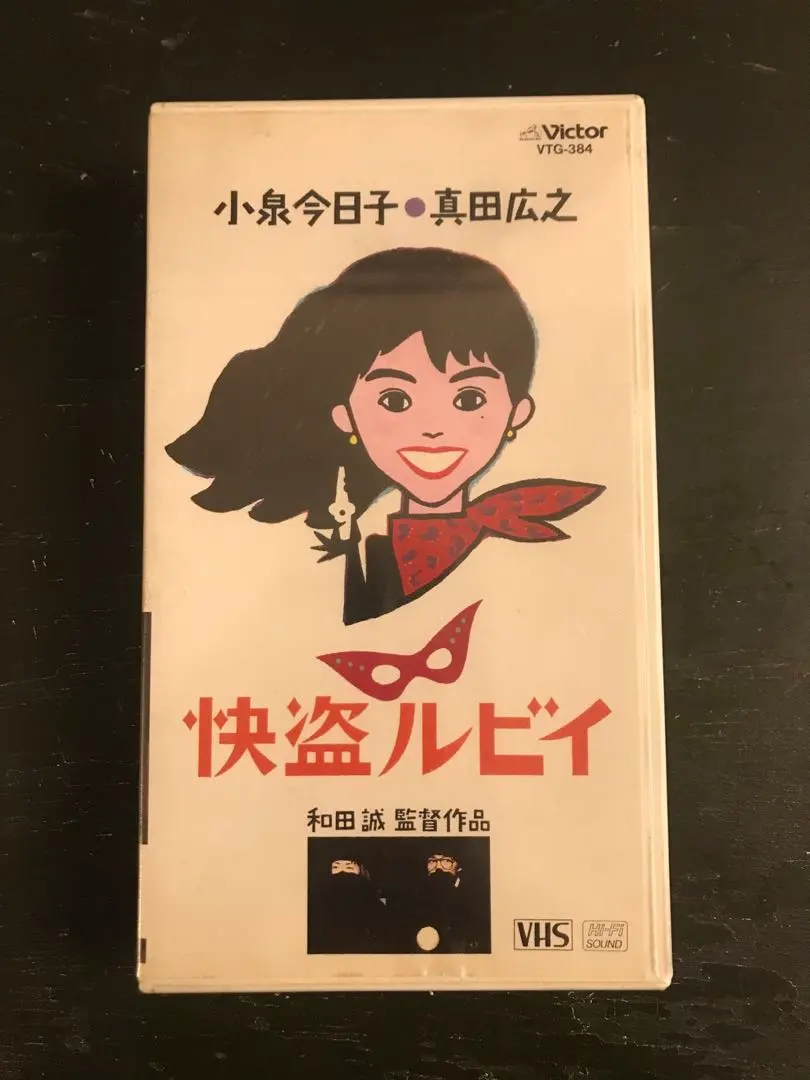 Victor
VTG-384
小泉今日子●真田広之
快盗ルビイ
和田誠 監督作品
VHS
Hi-Fi
SOUND